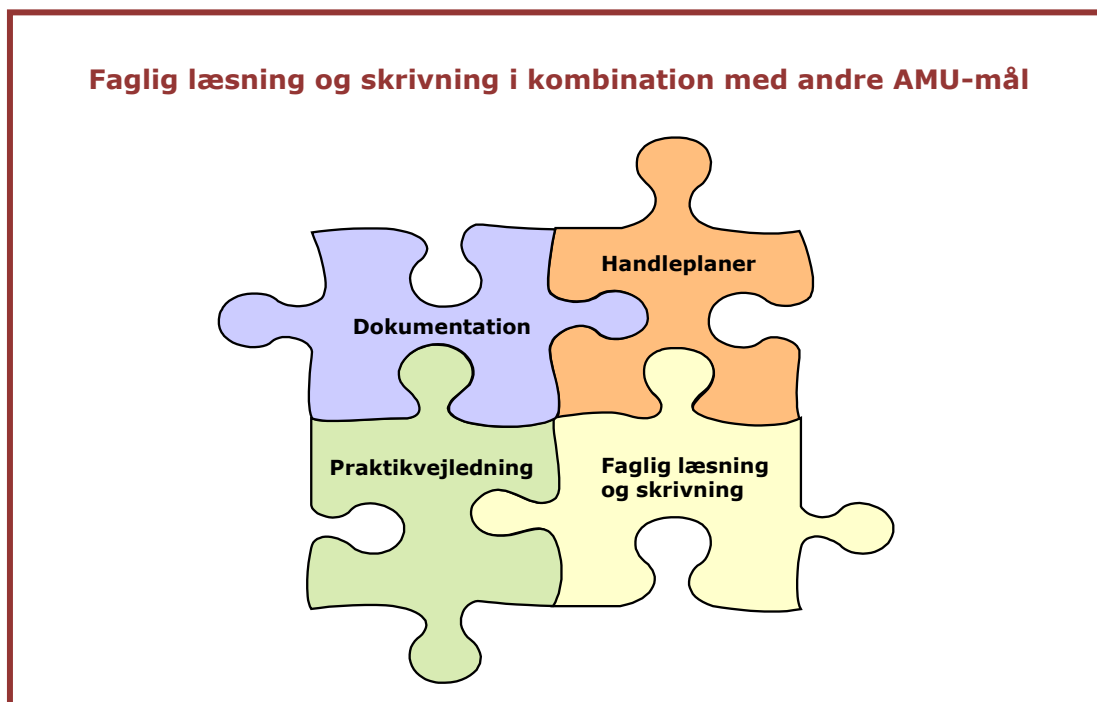 Faglig læsning og skrivning i kombination med andre AMU-mål
Handleplaner
Dokumentation
Praktikvejledning
Faglig læsning
og skrivning